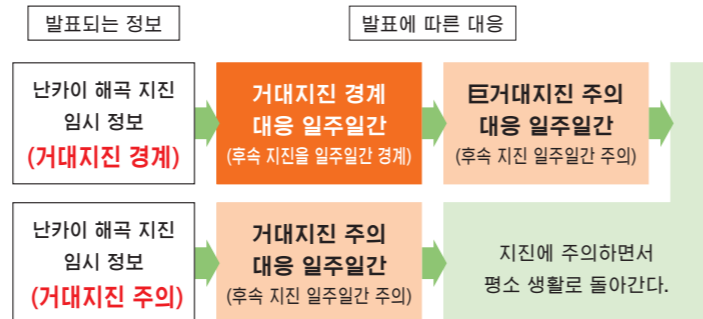 발표되는 정보
발표에 따른 대응
난카이 해곡 지진
임시 정보
(거대지진 경계)
거대지진 경계
대응 일주일간
(후속 지진을 일주일간 경계)
巨거대지진 주의
대응 일주일간
(후속 지진 일주일간 주의)
난카이 해곡 지진
임시 정보
(거대지진 주의)
거대지진 주의
대응 일주일간
(후속 지진 일주일간 주의)
지진에 주의하면서
평소 생활로 돌아간다.